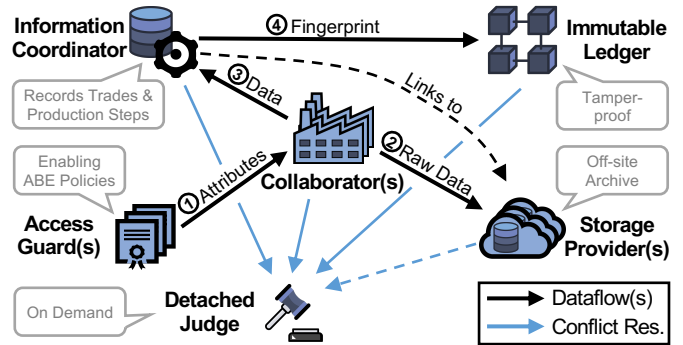 Information
Coordinator
④ Fingerprint
Immutable
Ledger
Records Trades &
Production Steps
③ Data
Links to
Tamper-
proof
Enabling
ABE Policies
① Attributes
Collaborator(s)
② Raw Data
Off-site
Archive
Access
Guard(s)
Storage
Provider(s)
On Demand
Detached
Judge
Dataflow(s)
Conflict Res.